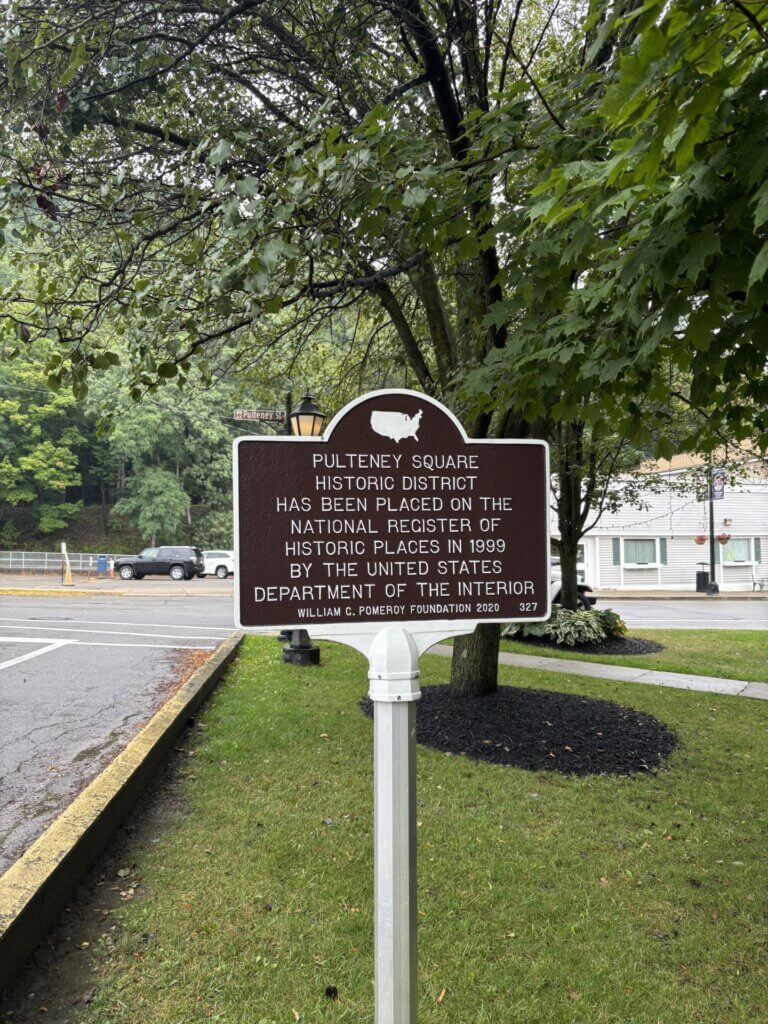 Pulteney St
PULTENEY SQUARE
HISTORIC DISTRICT
HAS BEEN PLACED ON THE
NATIONAL REGISTER OF
HISTORIC PLACES IN 1999
BY THE UNITED STATES
DEPARTMENT OF THE INTERIOR
WILLIAM C. POMEROY FOUNDATION 2020 327